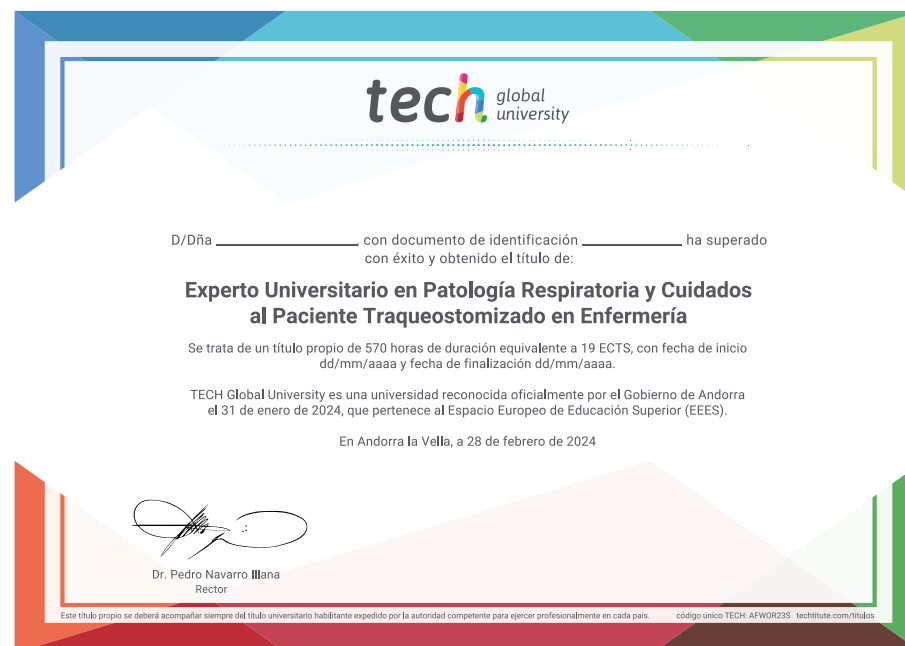 tech global university
D/Dña ____________, con documento de identificación ____________ ha superado
con éxito y obtenido el título de:
Experto Universitario en Patología Respiratoria y Cuidados
al Paciente Traqueostomizado en Enfermería
Se trata de un título propio de 570 horas de duración equivalente a 19 ECTS, con fecha de inicio
dd/mm/aaaa y fecha de finalización dd/mm/aaaa.
TECH Global University es una universidad reconocida oficialmente por el Gobierno de Andorra
el 31 de enero de 2024, que pertenece al Espacio Europeo de Educación Superior (EEES).
En Andorra la Vella, a 28 de febrero de 2024
Dr. Pedro Navarro Illana
Rector
Este título propio se deberá acompañar siempre del título universitario habilitante expedido por la autoridad competente para ejercer profesionalmente en cada país. código único TECH: AFWOR23S techtitute.com/titulos